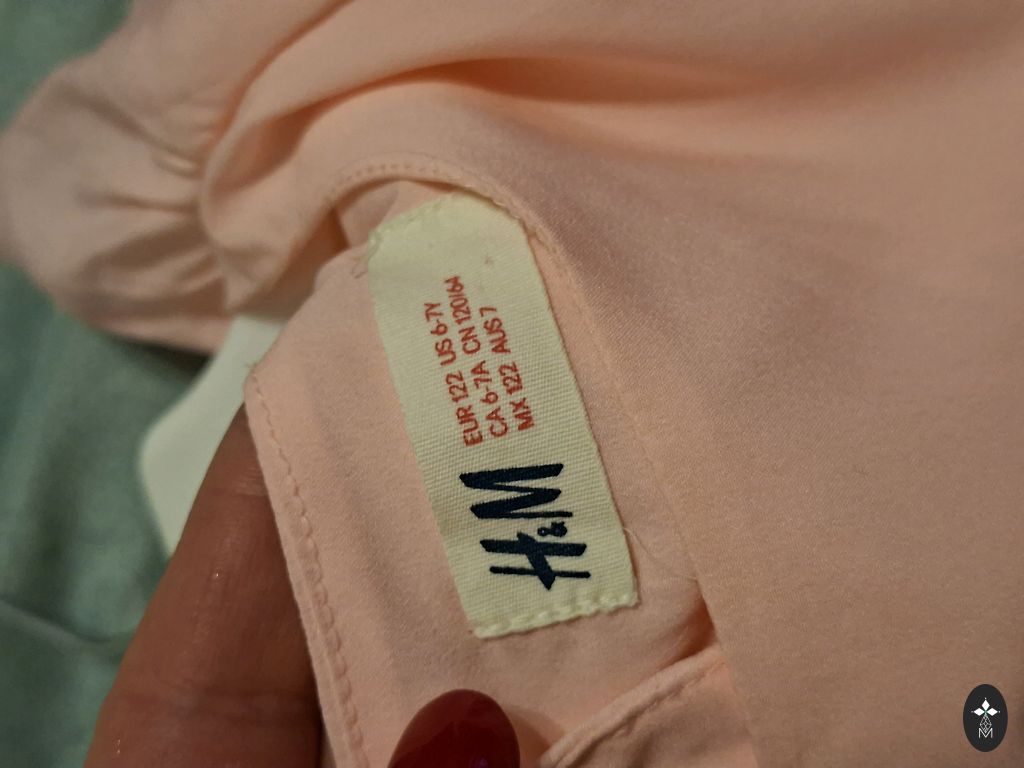 H&M
EUR 122 US 6-7Y
CA 6-7A CN 120/64
MX 122 AUS 7
M